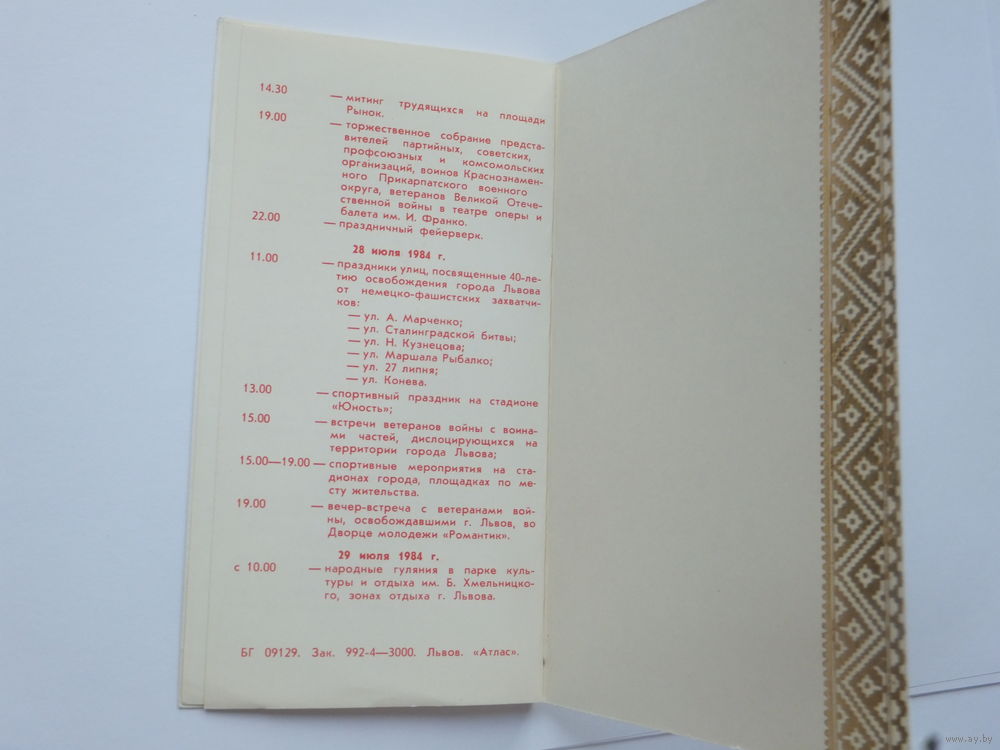 14.30 — митинг трудящихся на площади
Рынок.
19.00 — торжественное собрание предста-
вителей партийных, советских,
профсоюзных и комсомольских
организаций, воинов Краснознамен-
ного Прикарпатского военного
округа, ветеранов Великой Отече-
ственной войны в театре оперы и
балета им. И. Франко.
22.00 — праздничный фейерверк.
28 июля 1984 г.
11.00 — праздники улиц, посвященные 40-ле-
тию освобождения города Львова
от немецко-фашистских захватчи-
ков:
— ул. А. Марченко;
— ул. Сталинградской битвы;
— ул. Н. Кузнецова;
— ул. Маршала Рыбалко;
— ул. 27 липня;
— ул. Конева.
13.00 — спортивный праздник на стадионе
«Юность»;
15.00 — встречи ветеранов войны с воина-
ми частей, дислоцирующихся на
территории города Львова;
15.00—19.00 — спортивные мероприятия на ста-
дионах города, площадках по ме-
сту жительства.
19.00 — вечер-встреча с ветеранами вой-
ны, освобождавшими г. Львов, во
Дворце молодежи «Романтик».
29 июля 1984 г.
с 10.00 — народные гуляния в парке куль-
туры и отдыха им. Б. Хмельницко-
го, зонах отдыха г. Львова.
БГ 09129. Зак. 992-4—3000. Львов. «Атлас».
www.ay.by